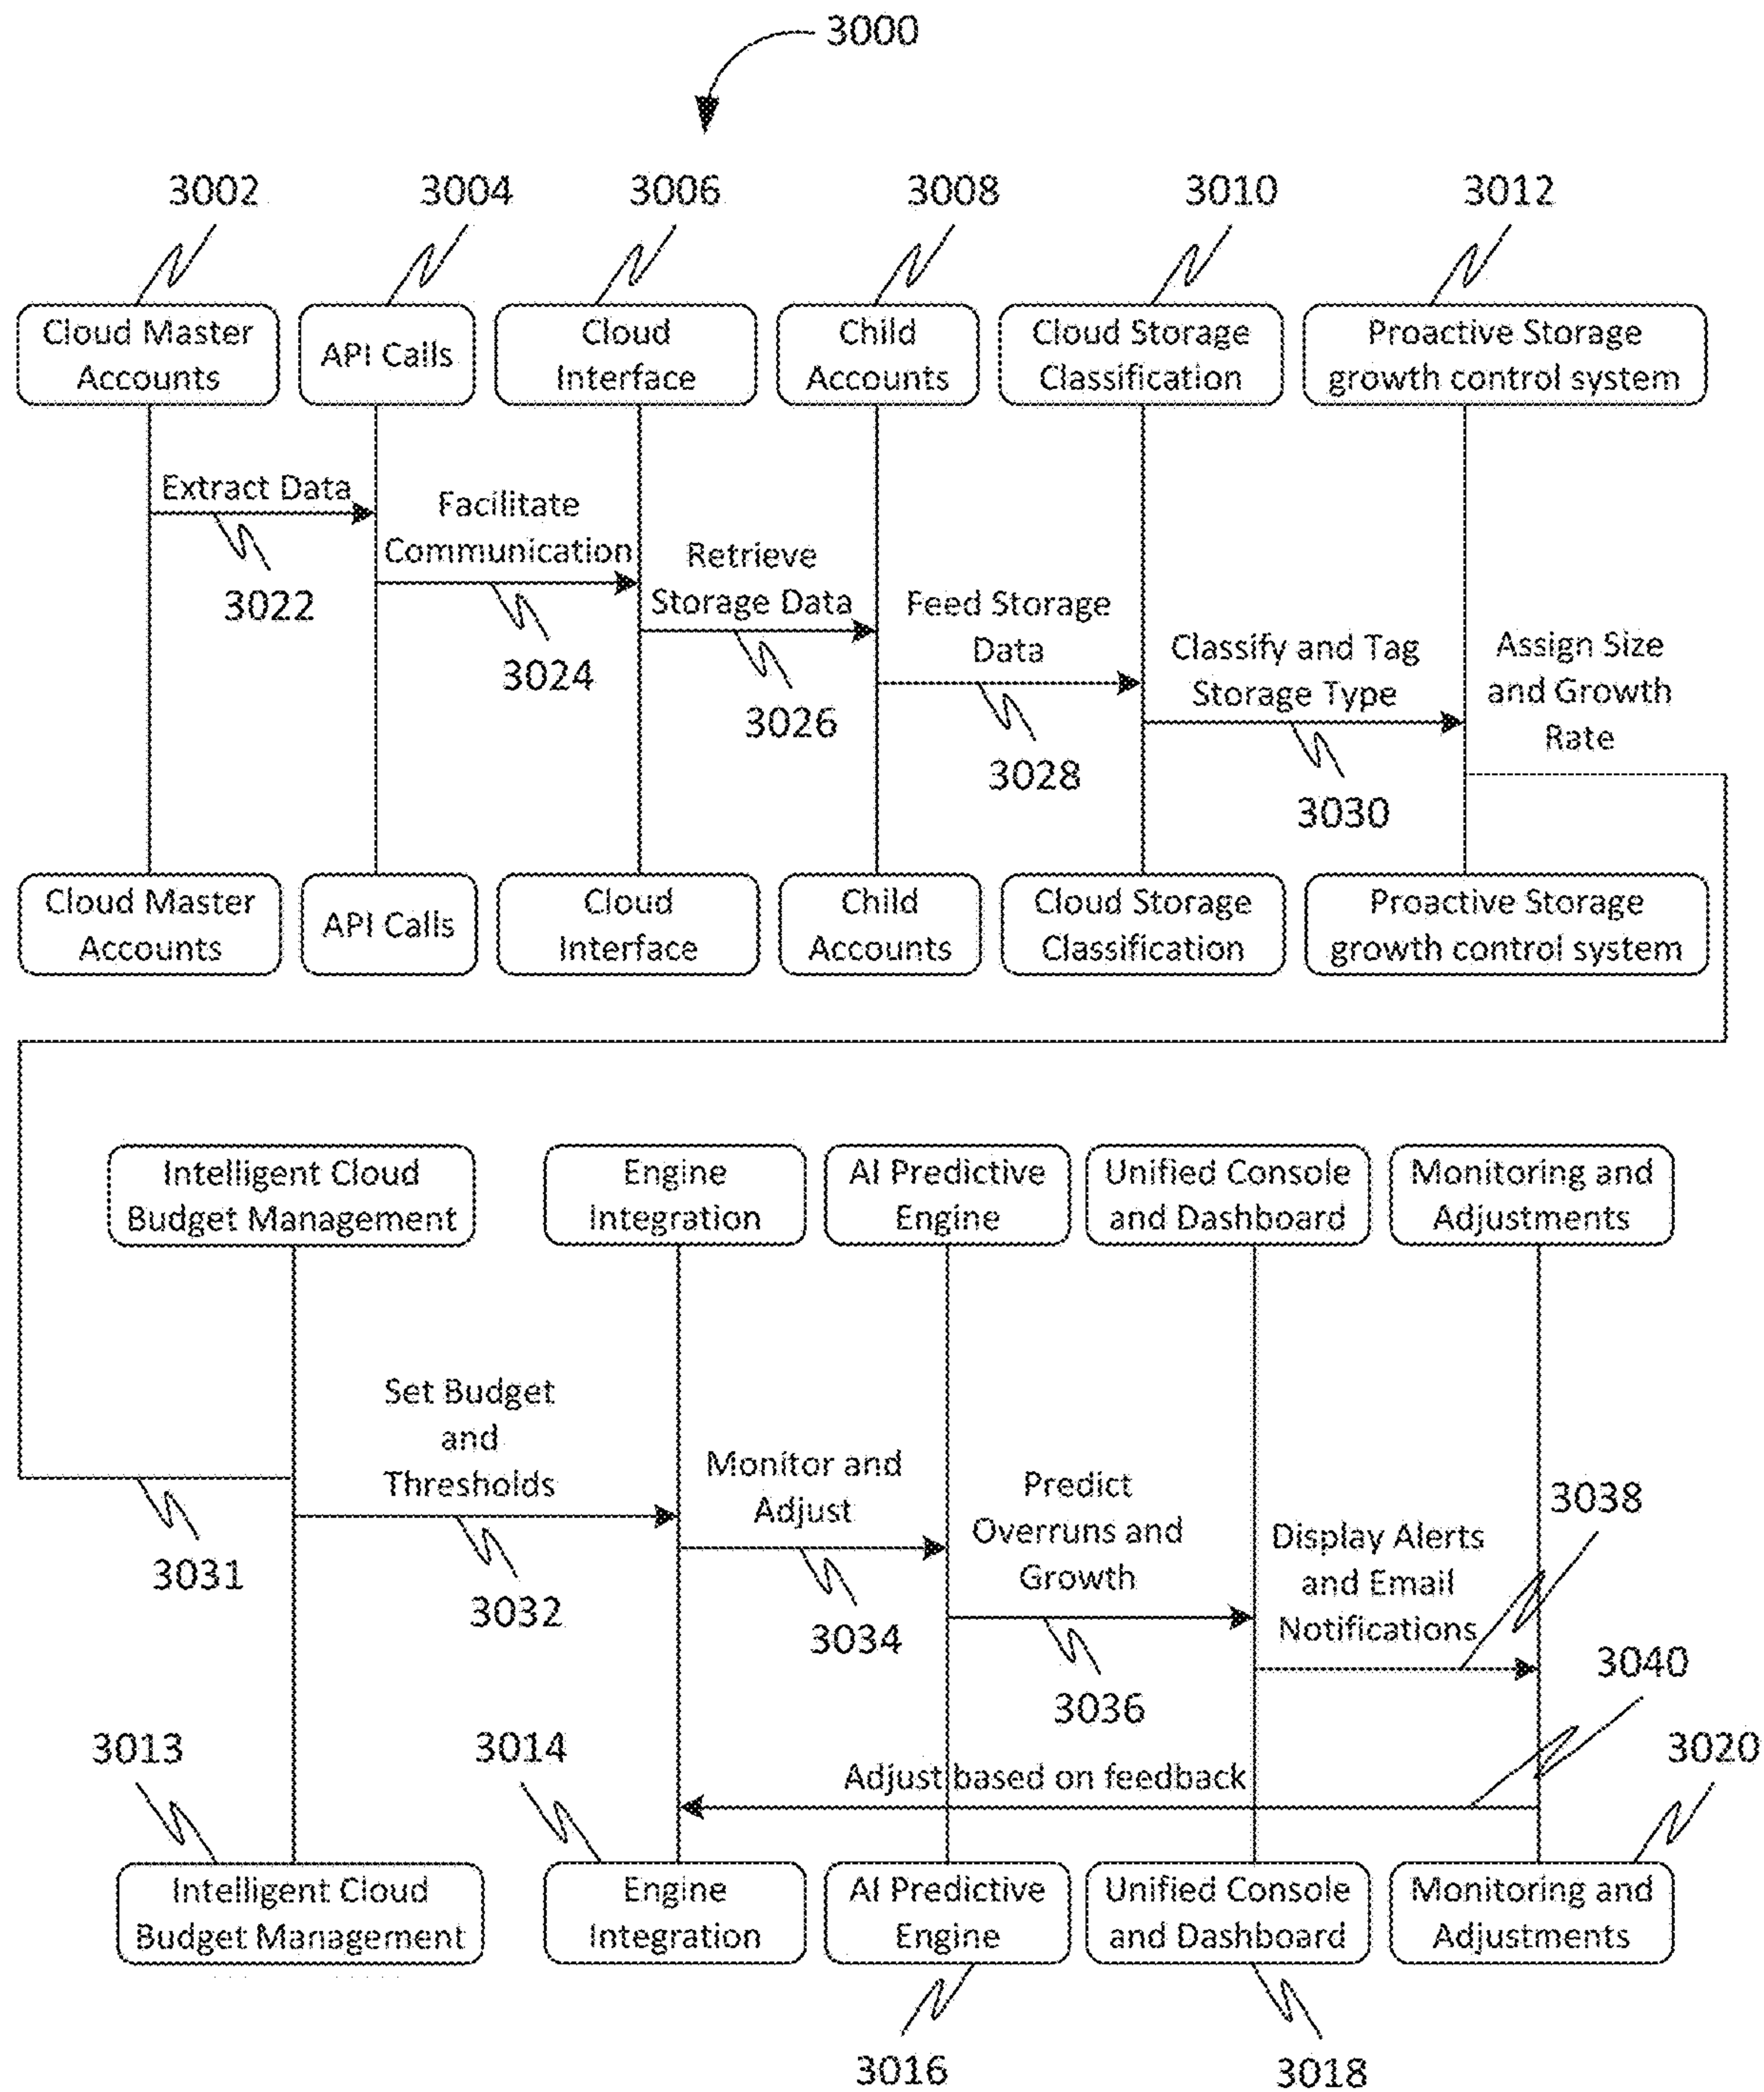 3000
3002
3004
3006
3008
3010
3012
Cloud Master
Accounts
API Calls
Cloud
Interface
Child
Accounts
Cloud Storage
Classification
Proactive Storage
growth control system
Extract Data
3022
Facilitate
Communication
3024
Retrieve
Storage Data
3026
Feed Storage
Data
3028
Classify and Tag
Storage Type
3030
Assign Size
and Growth
Rate
Cloud Master
Accounts
API Calls
Cloud
Interface
Child
Accounts
Cloud Storage
Classification
Proactive Storage
growth control system
Intelligent Cloud
Budget Management
Engine
Integration
AI Predictive
Engine
Unified Console
and Dashboard
Monitoring and
Adjustments
3031
Set Budget
and
Thresholds
3032
Monitor and
Adjust
3034
Predict
Overruns and
Growth
3036
Display Alerts
and Email
Notifications
3038
3040
Adjust based on feedback
3013
3014
3020
Intelligent Cloud
Budget Management
Engine
Integration
AI Predictive
Engine
Unified Console
and Dashboard
Monitoring and
Adjustments
3016
3018